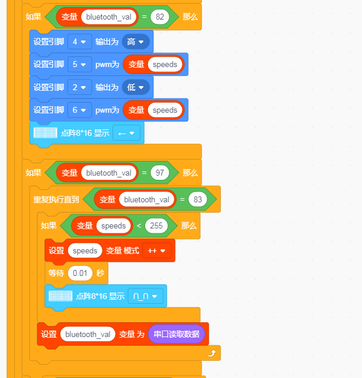 如果 变量 bluetooth_val = 82 那么
设置引脚 4 输出为 高
设置引脚 5 pwm为 变量 speeds
设置引脚 2 输出为 低
设置引脚 6 pwm为 变量 speeds
点阵8*16 显示 ←
如果 变量 bluetooth_val = 97 那么
重复执行直到 变量 bluetooth_val = 83
如果 变量 speeds < 255 那么
设置 speeds 变量 模式 ++
等待 0.01 秒
点阵8*16 显示 ∩_∩
设置 bluetooth_val 变量 为 串口读取数据